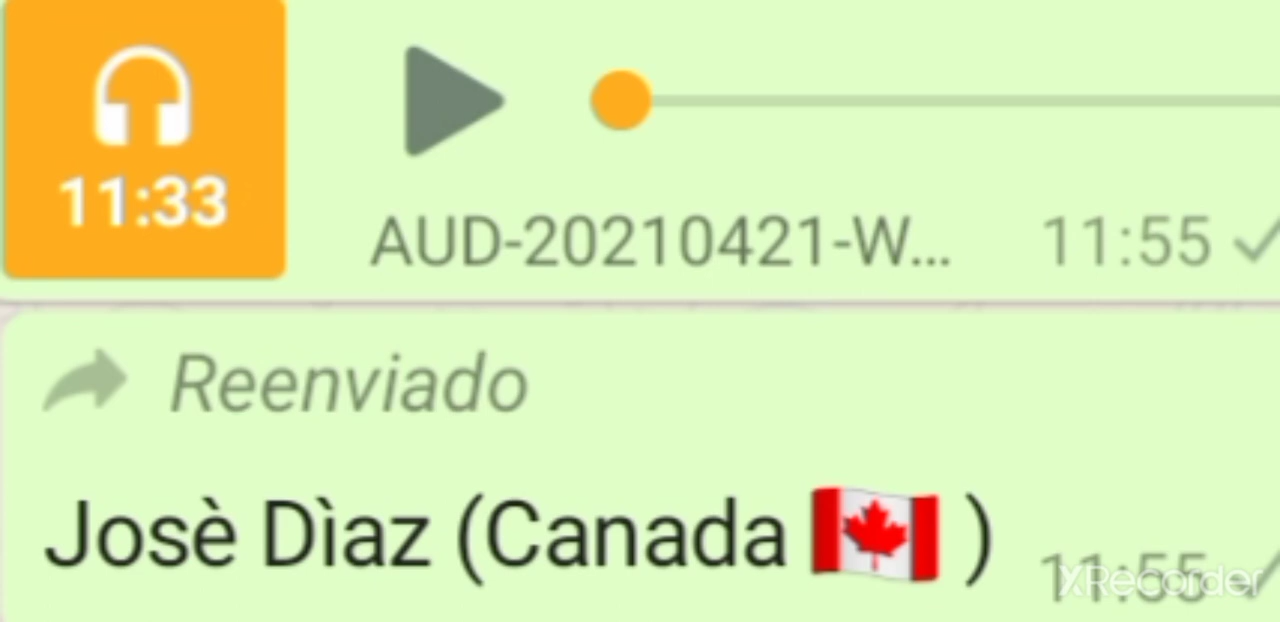 11:33
AUD-20210421-W... 11:55
Reenviado
Josè Dìaz (Canada 🇨🇦 )
11:55
XRecorder